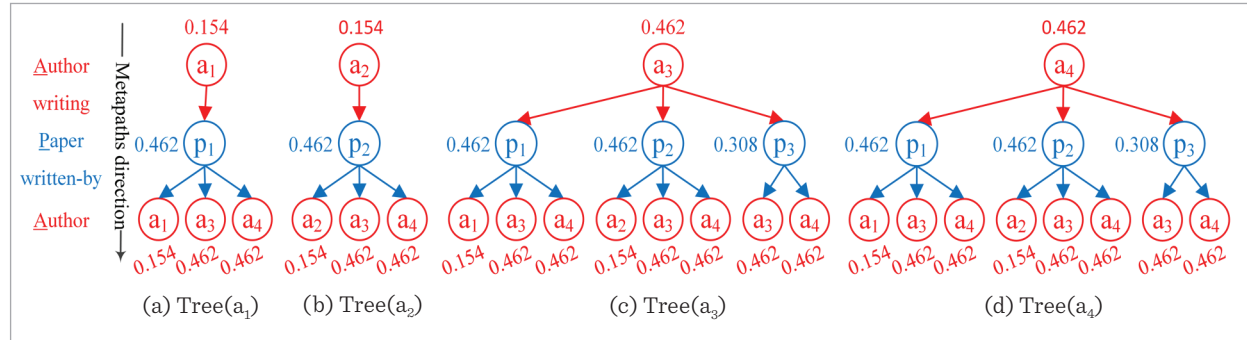 0.154 0.154 0.462 0.462
Author a1 a2 a3 a4
writing
Metapaths direction
Paper 0.462 p1 0.462 p2 0.462 p1 0.462 p2 0.308 p3 0.462 p1 0.462 p2 0.308 p3
written-by
Author a1 a3 a4 a2 a3 a4 a1 a3 a4 a2 a3 a4 a3 a4 a1 a3 a4 a2 a3 a4 a3 a4
0.154 0.462 0.462 0.154 0.462 0.462 0.154 0.462 0.462 0.154 0.462 0.462 0.462 0.462 0.154 0.462 0.462 0.154 0.462 0.462 0.462 0.462
(a) Tree(a1) (b) Tree(a2) (c) Tree(a3) (d) Tree(a4)